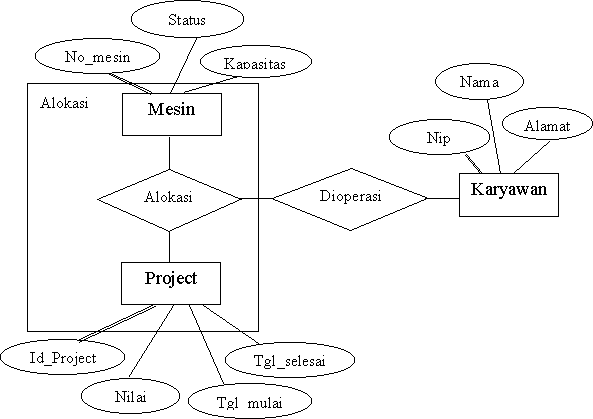 Status
No_mesin
Kapasitas
Alokasi
Mesin
Nama
Nip
Alamat
Alokasi
Dioperasi
Karyawan
Project
Id_Project
Tgl_selesai
Nilai
Tgl_mulai